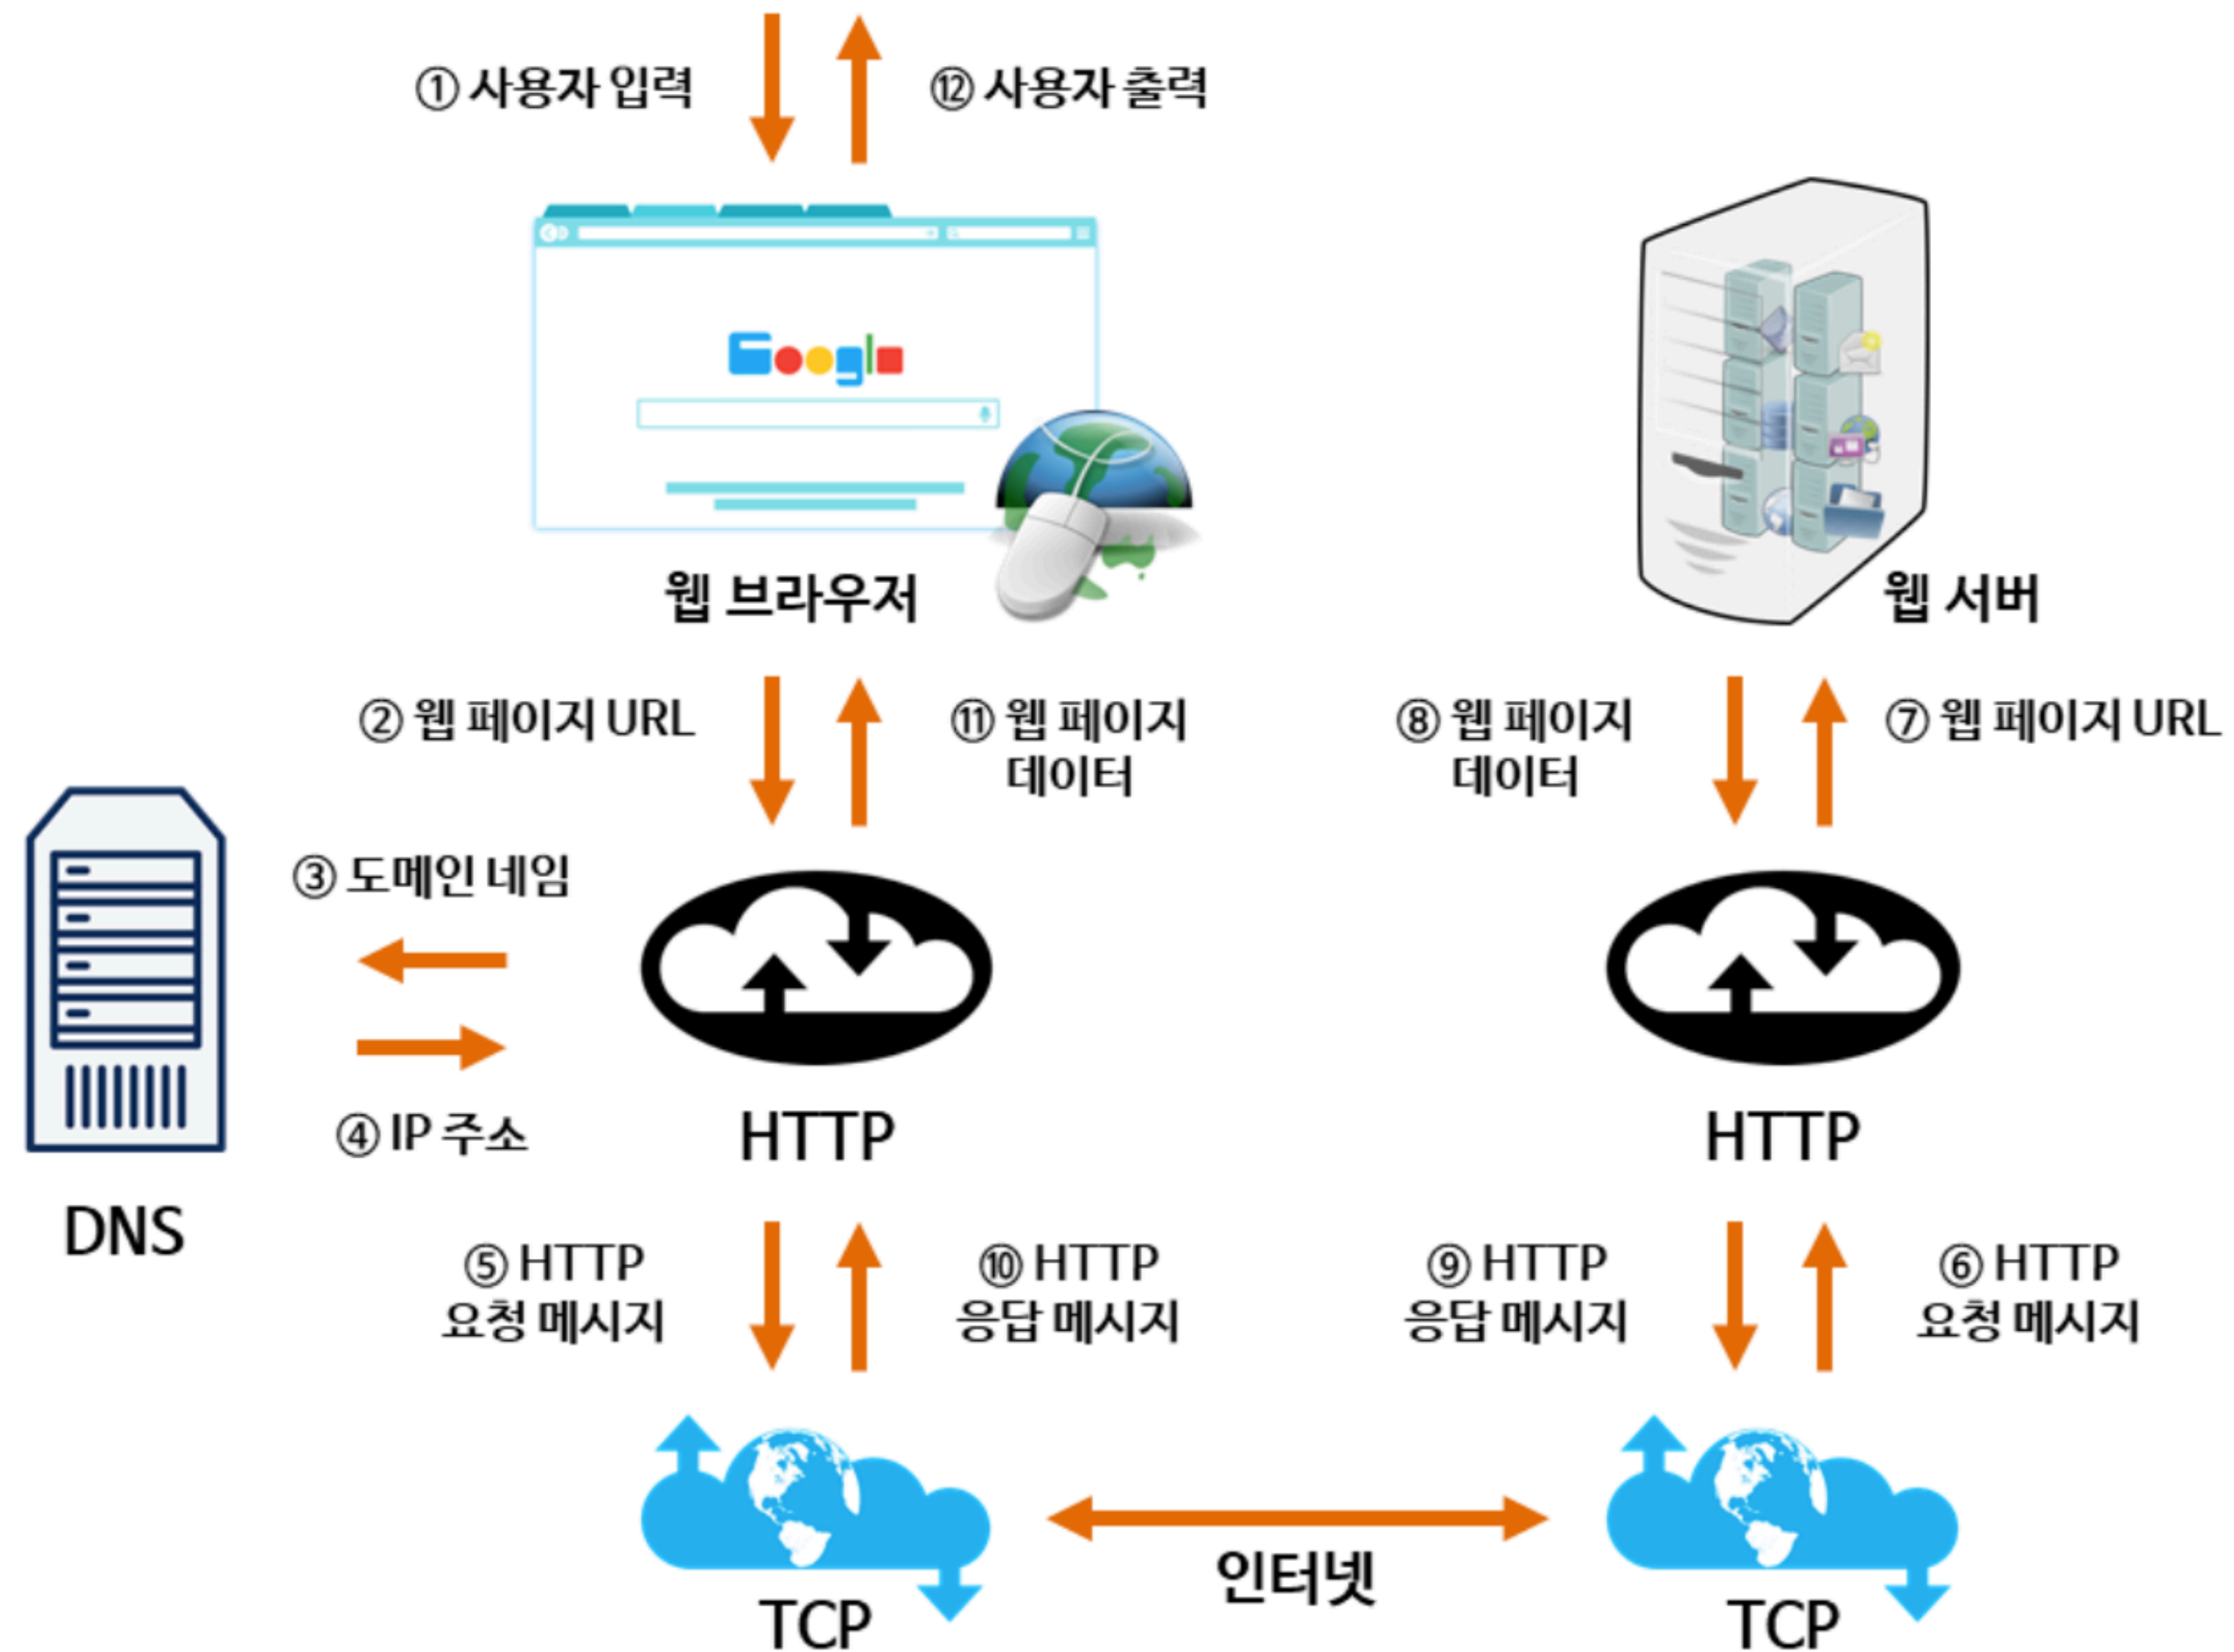 ① 사용자 입력
⑫ 사용자 출력
Google
웹 브라우저
웹 서버
② 웹 페이지 URL
⑪ 웹 페이지
데이터
⑧ 웹 페이지
데이터
⑦ 웹 페이지 URL
③ 도메인 네임
④ IP 주소
DNS
HTTP
HTTP
⑤ HTTP
요청 메시지
⑩ HTTP
응답 메시지
⑨ HTTP
응답 메시지
⑥ HTTP
요청 메시지
인터넷
TCP
TCP